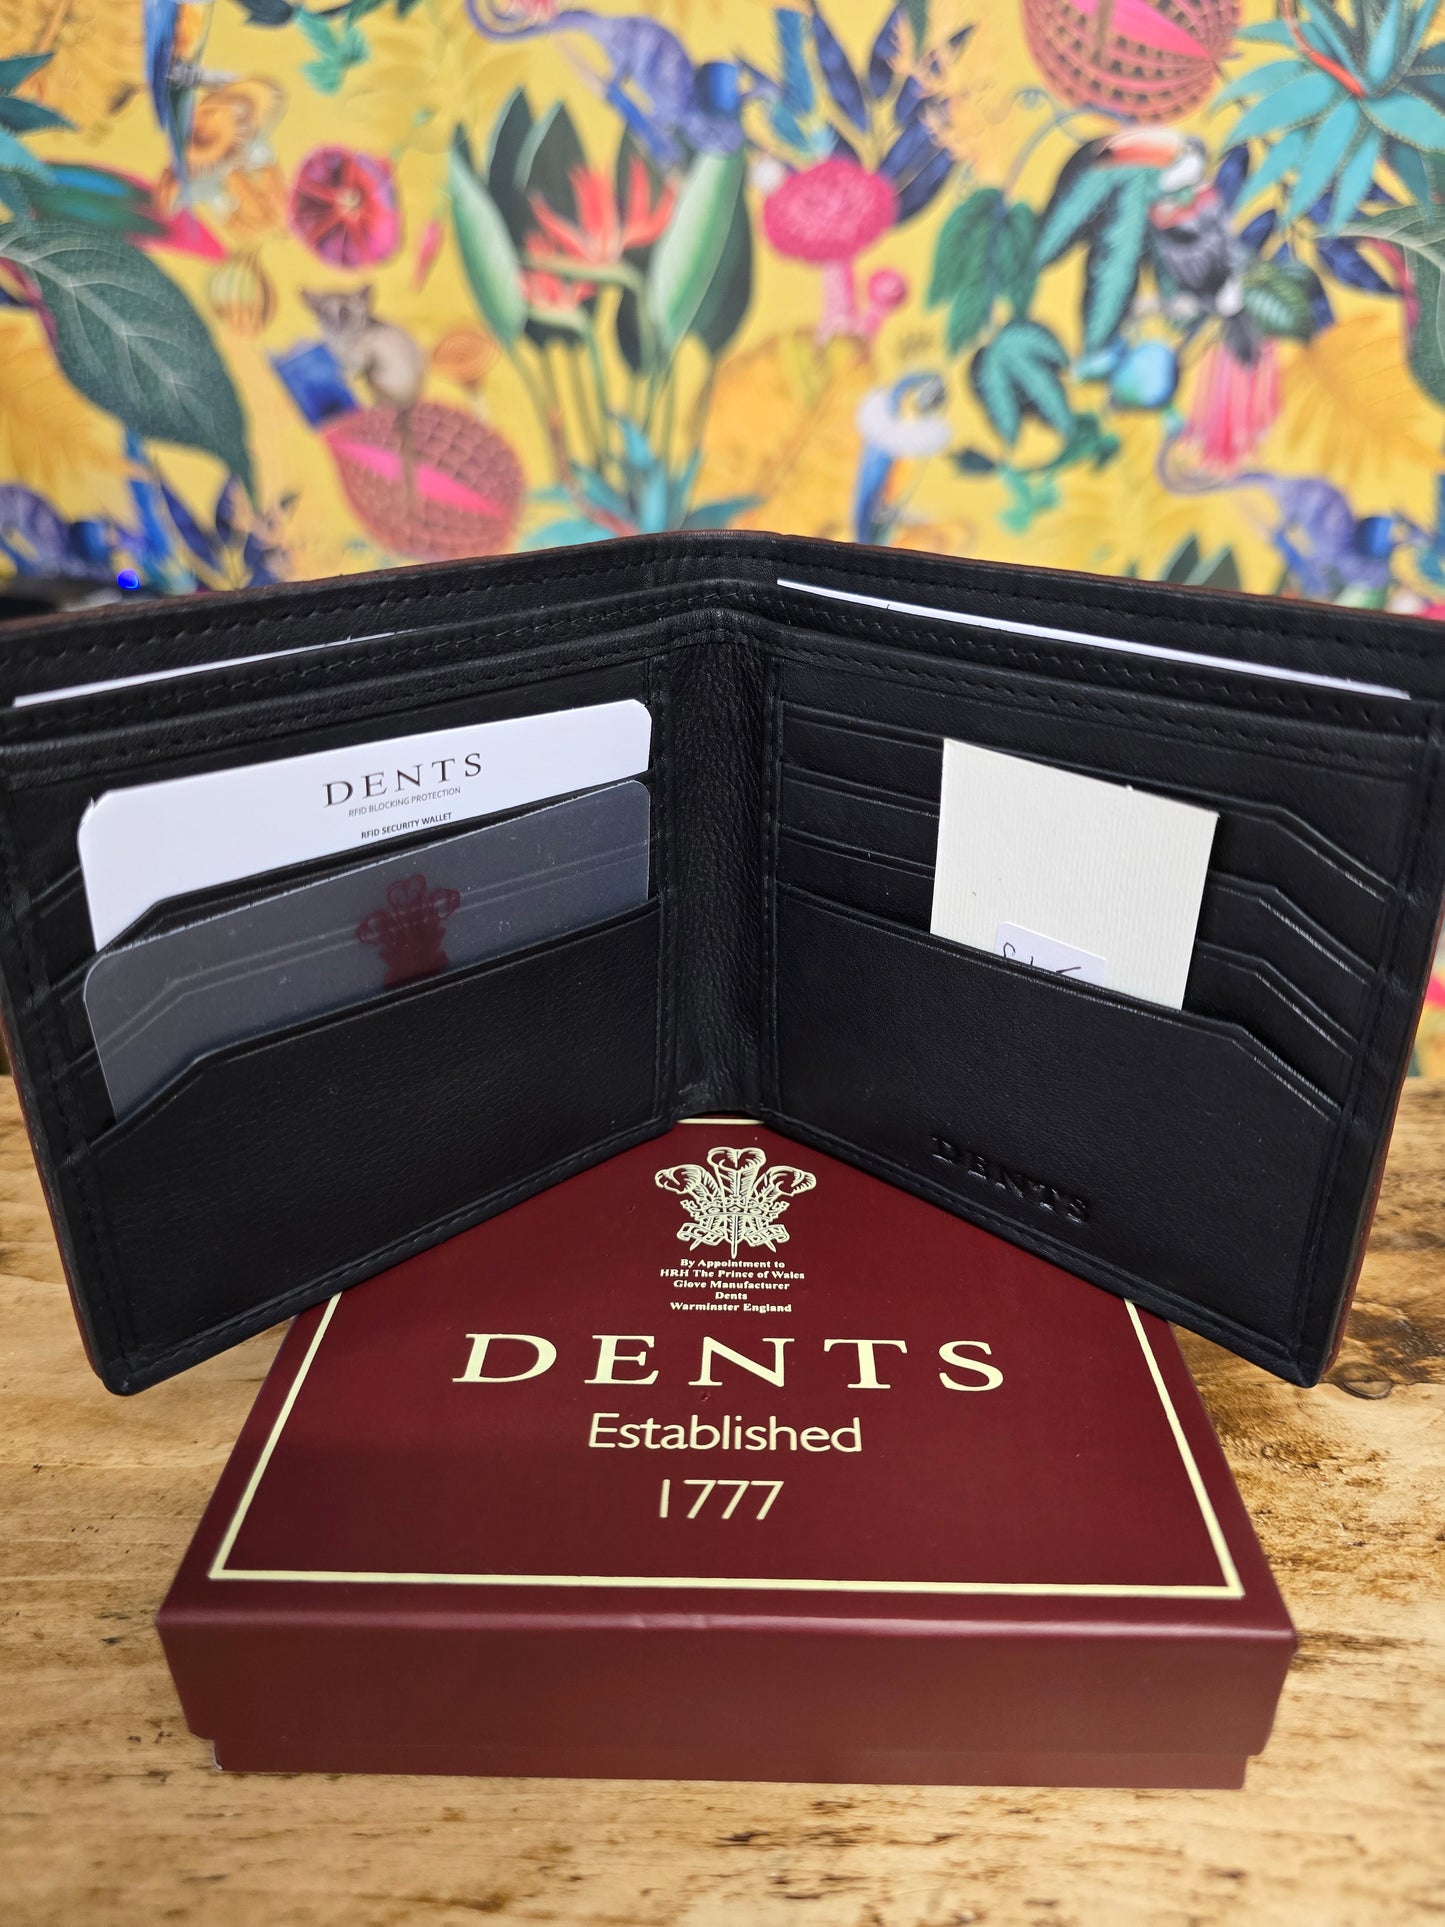 DENTS
RFID BLOCKING PROTECTION
RFID SECURITY WALLET
DENTS
By Appointment to
HRH The Prince of Wales
Glove Manufacturer
Dents
Warminster England
DENTS
Established
1777